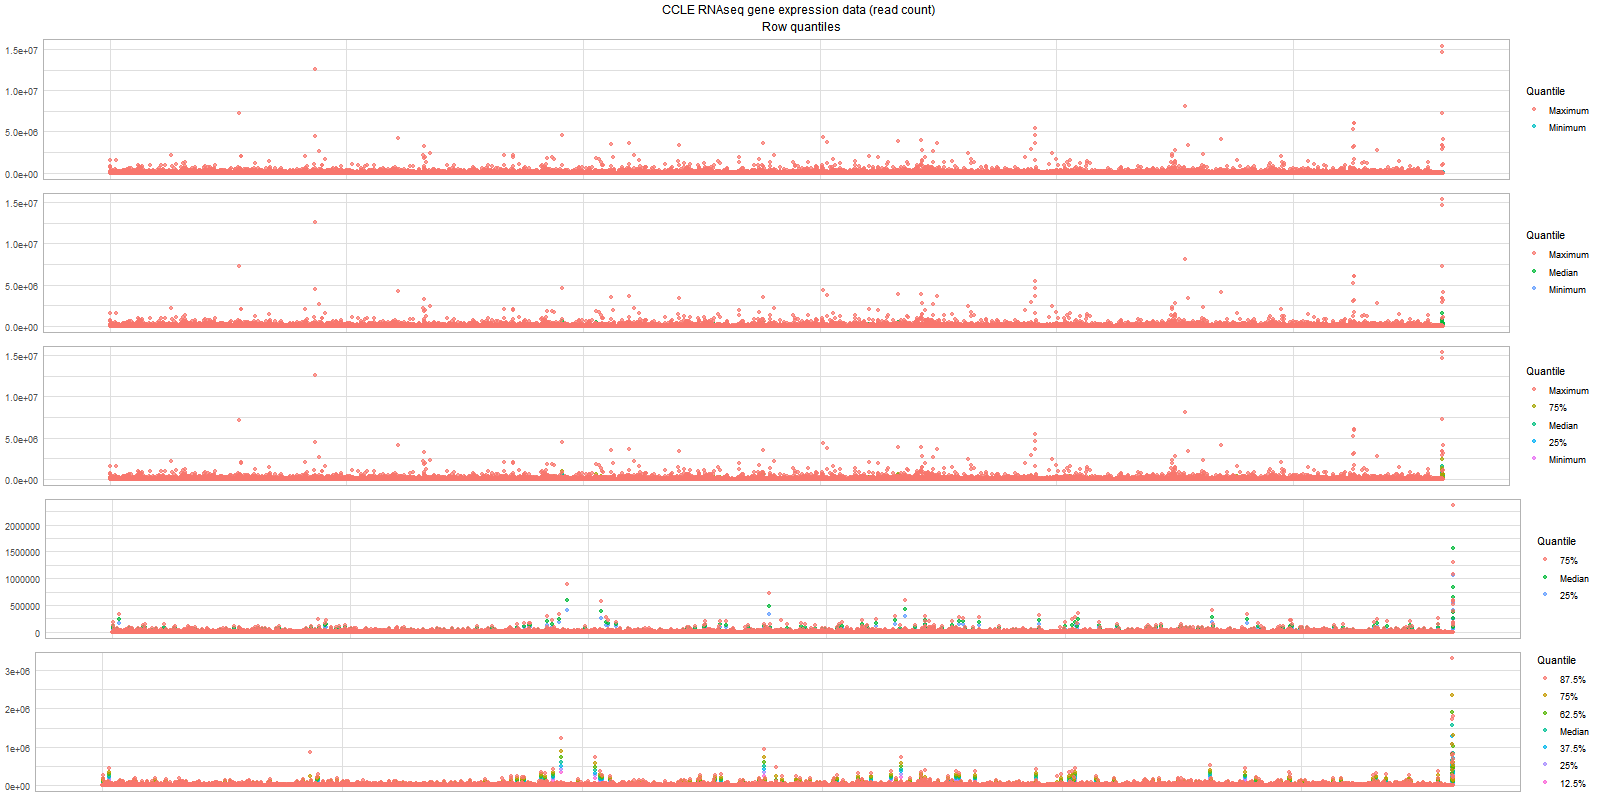 CCLE RNAseq gene expression data (read count)
Row quantiles
1.5e+07
1.0e+07
5.0e+06
0.0e+00
Quantile
Maximum
Minimum
1.5e+07
1.0e+07
5.0e+06
0.0e+00
Quantile
Maximum
Median
Minimum
1.5e+07
1.0e+07
5.0e+06
0.0e+00
Quantile
Maximum
75%
Median
25%
Minimum
2000000
1500000
1000000
500000
0
Quantile
75%
Median
25%
3e+06
2e+06
1e+06
0e+00
Quantile
87.5%
75%
62.5%
Median
37.5%
25%
12.5%